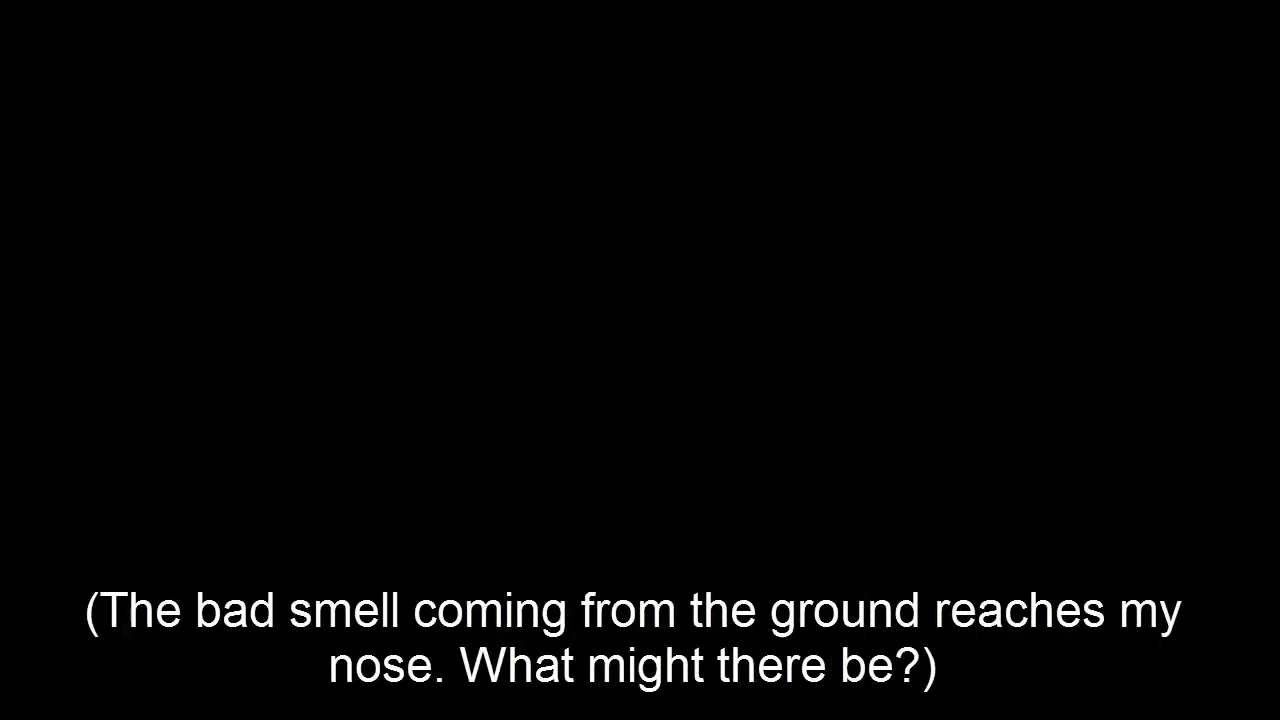 (The bad smell coming from the ground reaches my
nose. What might there be?)